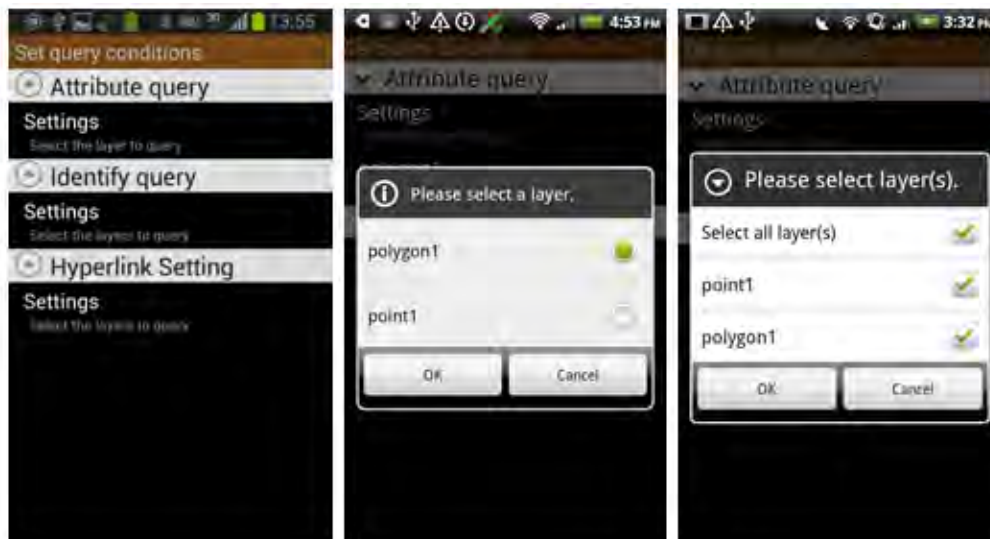 13:55
Set query conditions
Attribute query
Settings
Select the layer to query
Identify query
Settings
Select the layers to query
Hyperlink Setting
Settings
Select the layers to query
4:53 PM
Attribute query
Settings
Please select a layer.
polygon1
point1
OK
Cancel
3:32 PM
Attribute query
Settings
Please select layer(s).
Select all layer(s)
point1
polygon1
OK
Cancel